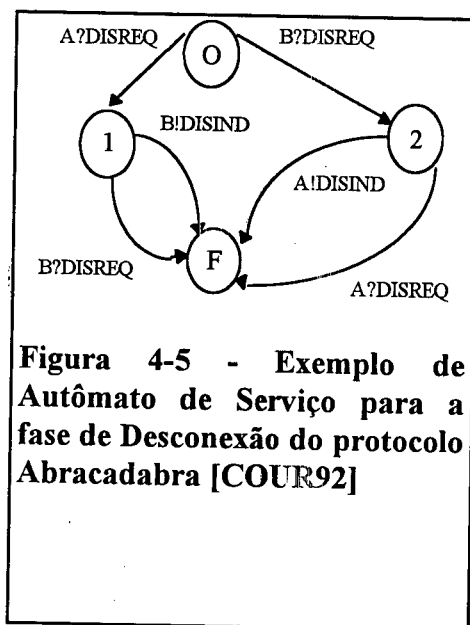 A?DISREQ
B?DISREQ
O
B!DISIND
1
2
A!DISIND
F
B?DISREQ
A?DISREQ
Figura 4-5 - Exemplo de
Autômato de Serviço para a
fase de Desconexão do protocolo
Abracadabra [COUR92]